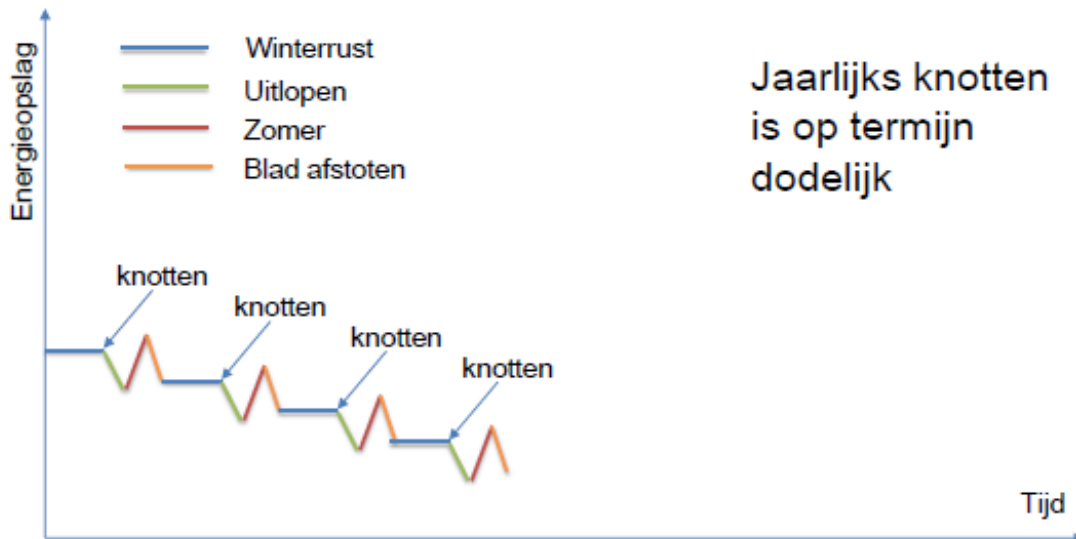 Energieopslag
Winterrust
Uitlopen
Zomer
Blad afstoten
Jaarlijks knotten
is op termijn
dodelijk
knotten
knotten
knotten
knotten
Tijd